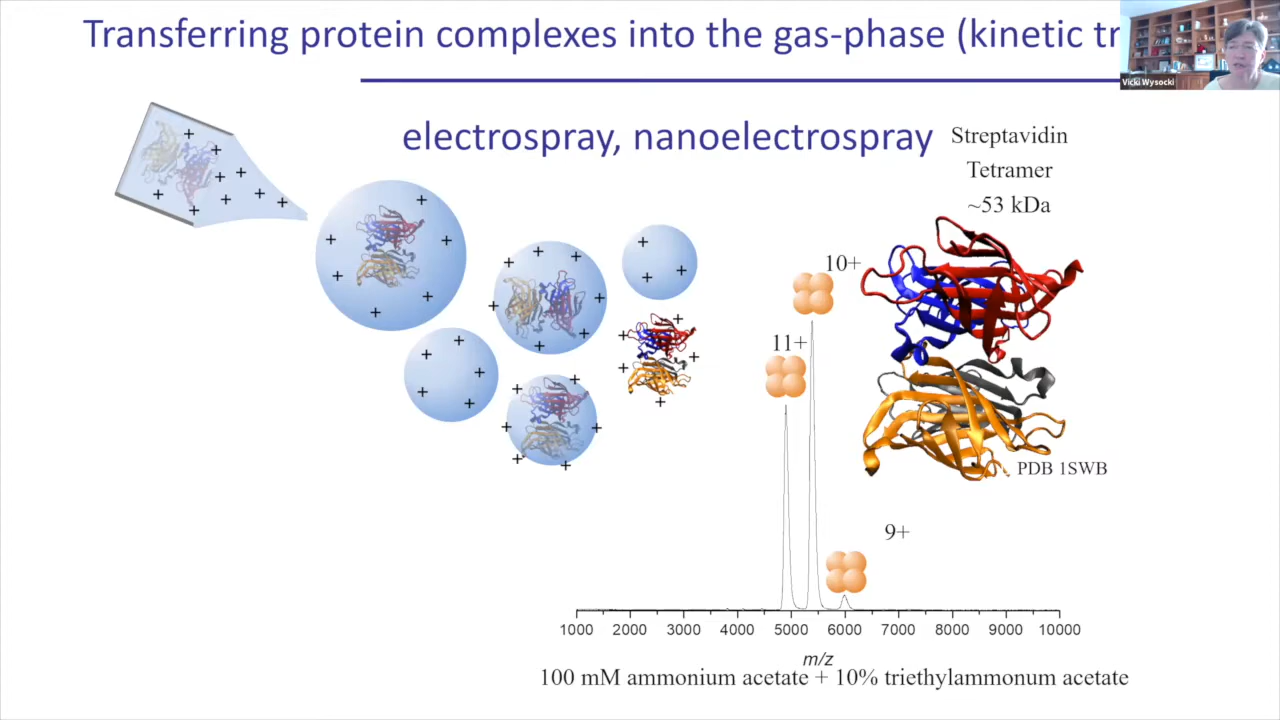 Transferring protein complexes into the gas-phase (kinetic tr
Vicki Wysocki
electrospray, nanoelectrospray
Streptavidin
Tetramer
~53 kDa
10+
11+
PDB 1SWB
9+
1000 2000 3000 4000 5000 6000 7000 8000 9000 10000
m/z
100 mM ammonium acetate + 10% triethylammonum acetate